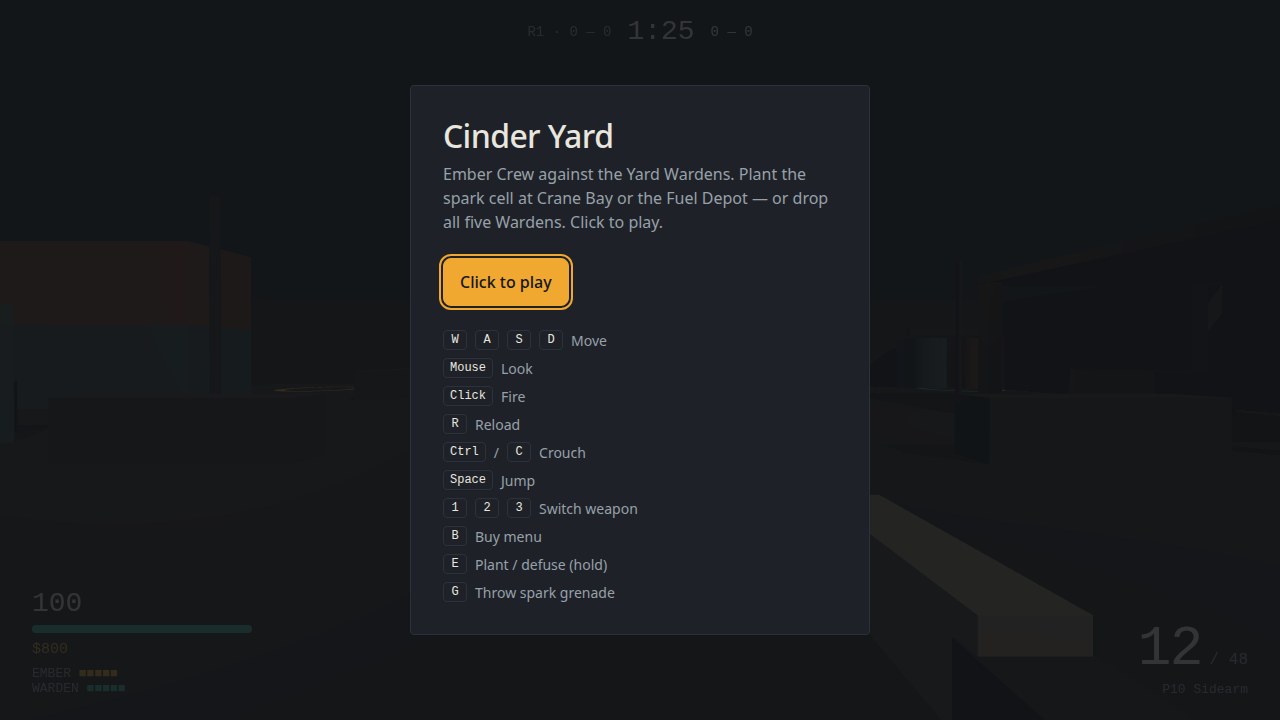 R1 · 0 — 0 1:25 0 — 0
Cinder Yard
Ember Crew against the Yard Wardens. Plant the
spark cell at Crane Bay or the Fuel Depot — or drop
all five Wardens. Click to play.
Click to play
W A S D Move
Mouse Look
Click Fire
R Reload
Ctrl / C Crouch
Space Jump
1 2 3 Switch weapon
B Buy menu
E Plant / defuse (hold)
G Throw spark grenade
100
$800
EMBER
WARDEN
12 / 48
P10 Sidearm